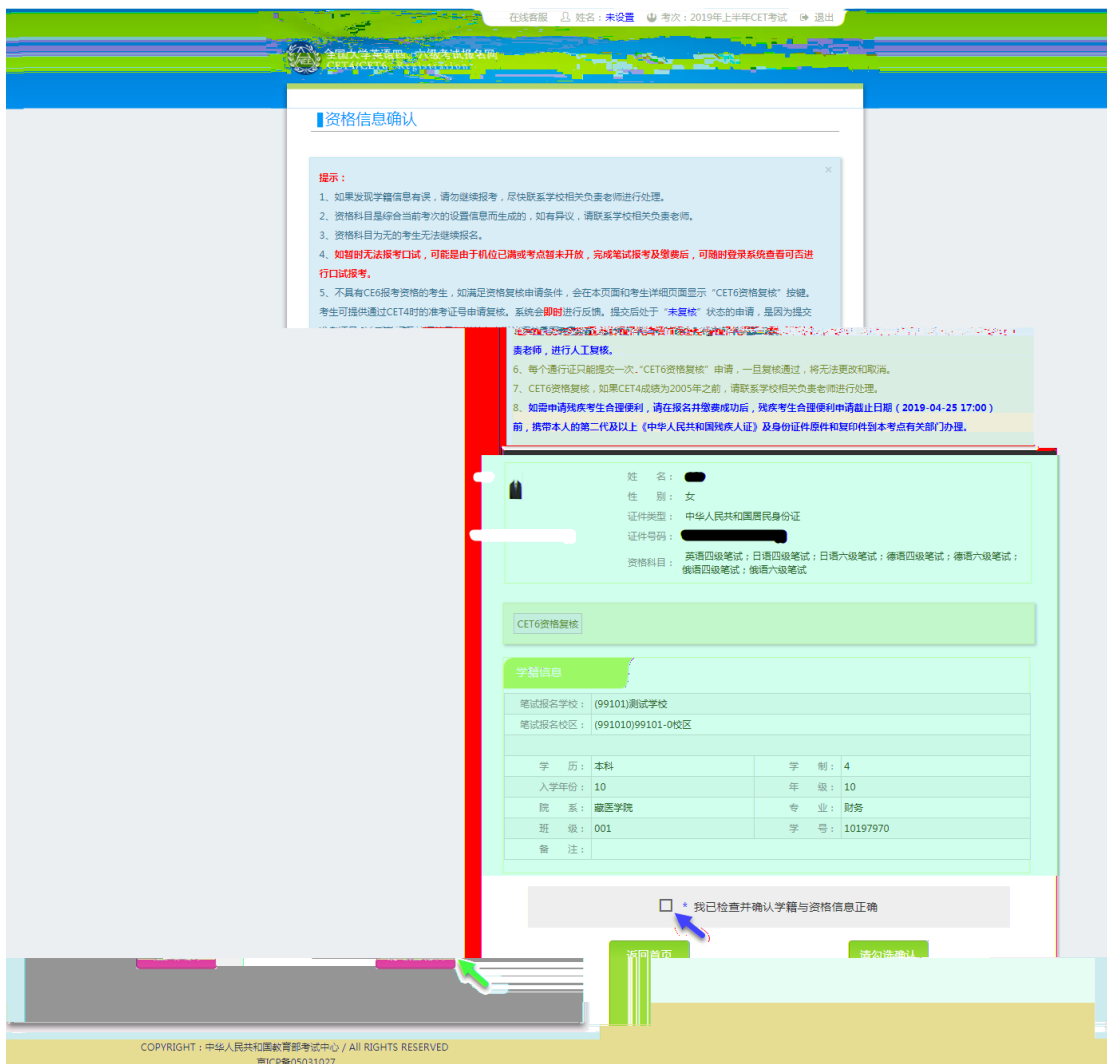 在线客服 姓名：未设置 考次：2019年上半年CET考试 退出
全国大学英语四、六级考试报名网
资格信息确认
×
提示：
1、如果发现学籍信息有误，请勿继续报考，尽快联系学校相关负责老师进行处理。
2、资格科目是综合当前考次的设置信息而生成的，如有异议，请联系学校相关负责老师。
3、资格科目为无的考生无法继续报名。
4、如暂时无法报考口试，可能是由于机位已满或考点暂未开放，完成笔试报考及缴费后，可随时登录系统查看可否进
行口试报考。
5、不具有CE6报考资格的考生，如满足资格复核申请条件，会在本页面和考生详细页面显示“CET6资格复核”按键。
考生可提供通过CET4时的准考证号申请复核。系统会即时进行反馈。提交后处于“未复核”状态的申请，是因为提交
责老师，进行人工复核。
6、每个通行证只能提交一次“CET6资格复核”申请，一旦复核通过，将无法更改和取消。
7、CET6资格复核，如果CET4成绩为2005年之前，请联系学校相关负责老师进行处理。
8、如需申请残疾考生合理便利，请在报名并缴费成功后，残疾考生合理便利申请截止日期（2019-04-25 17:00）
前，携带本人的第二代及以上《中华人民共和国残疾人证》及身份证件原件和复印件到本考点有关部门办理。
姓 名：
性 别： 女
证件类型： 中华人民共和国居民身份证
证件号码：
资格科目： 英语四级笔试；日语四级笔试；日语六级笔试；德语四级笔试；德语六级笔试；
俄语四级笔试；俄语六级笔试
CET6资格复核
学籍信息
笔试报名学校： (99101)测试学校
笔试报名校区： (991010)99101-0校区
学 历： 本科 学 制： 4
入学年份： 10 年 级： 10
院 系： 藏医学院 专 业： 财务
班 级： 001 学 号： 10197970
备 注：
* 我已检查并确认学籍与资格信息正确
返回首页 请勾选确认
COPYRIGHT：中华人民共和国教育部考试中心 / All RIGHTS RESERVED
京ICP备05031027